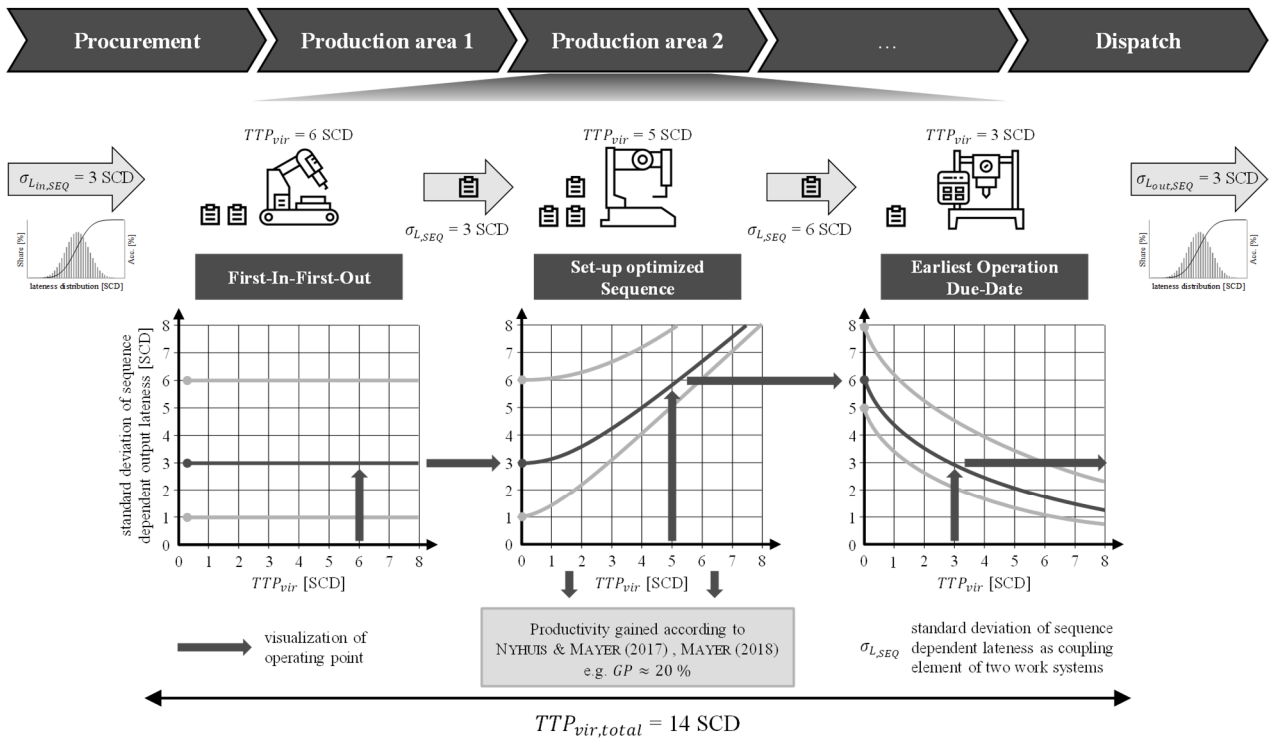 Procurement
Production area 1
Production area 2
…
Dispatch
TTP_vir = 6 SCD
TTP_vir = 5 SCD
TTP_vir = 3 SCD
σ_Lin,SEQ = 3 SCD
σ_L,SEQ = 3 SCD
σ_L,SEQ = 6 SCD
σ_Lout,SEQ = 3 SCD
Share [%]
Acc. [%]
lateness distribution [SCD]
Share [%]
Acc. [%]
lateness distribution [SCD]
First-In-First-Out
Set-up optimized
Sequence
Earliest Operation
Due-Date
standard deviation of sequence
dependent output lateness [SCD]
8
7
6
5
4
3
2
1
0
0 1 2 3 4 5 6 7 8
TTP_vir [SCD]
8
7
6
5
4
3
2
1
0
0 1 2 3 4 5 6 7 8
TTP_vir [SCD]
8
7
6
5
4
3
2
1
0
0 1 2 3 4 5 6 7 8
TTP_vir [SCD]
visualization of
operating point
Productivity gained according to
NYHUIS & MAYER (2017) , MAYER (2018)
e.g. GP ≈ 20 %
σ_L,SEQ
standard deviation of sequence
dependent lateness as coupling
element of two work systems
TTP_vir,total = 14 SCD